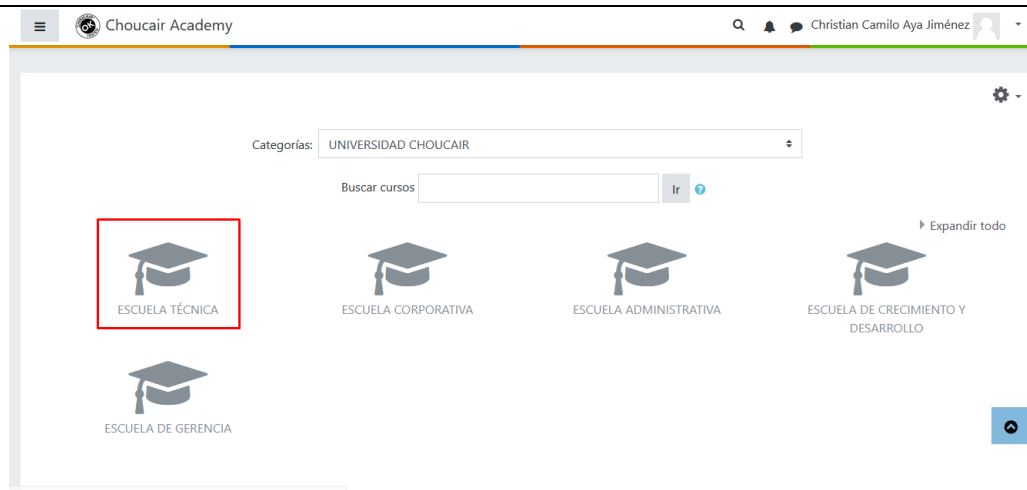 Choucair Academy
Christian Camilo Aya Jiménez
Categorías: UNIVERSIDAD CHOUCAIR
Buscar cursos Ir
Expandir todo
ESCUELA TÉCNICA
ESCUELA CORPORATIVA
ESCUELA ADMINISTRATIVA
ESCUELA DE CRECIMIENTO Y
DESARROLLO
ESCUELA DE GERENCIA